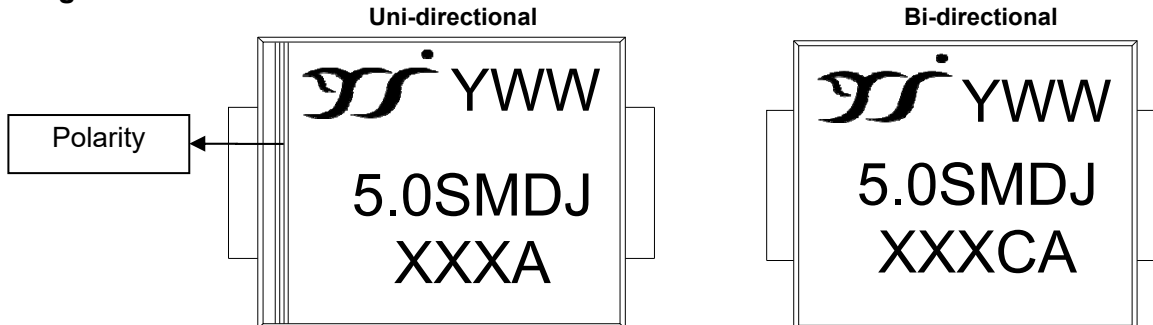 Uni-directional
Bi-directional
Polarity
YWW
5.0SMDJ
XXXA
YWW
5.0SMDJ
XXXCA